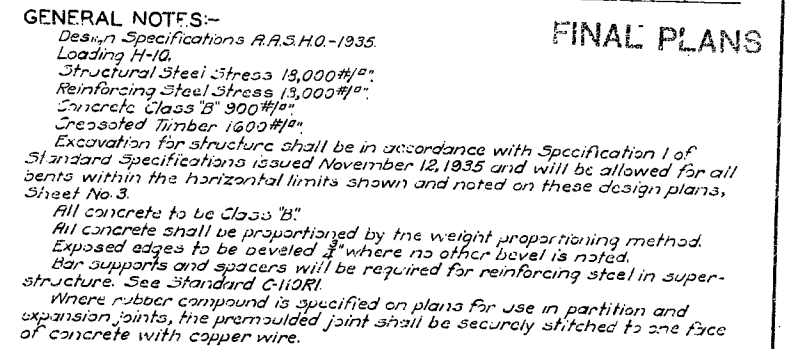 GENERAL NOTES:-
FINAL PLANS
Design Specifications A.A.S.H.O.-1935.
Loading H-10.
Structural Steel Stress 18,000#/□".
Reinforcing Steel Stress 18,000#/□".
Concrete Class "B" 900#/□".
Creosoted Timber 1600#/□".
Excavation for structure shall be in accordance with Specification 1 of
Standard Specifications issued November 12, 1935 and will be allowed for all
bents within the horizontal limits shown and noted on these design plans,
Sheet No. 3.
All concrete to be Class "B".
All concrete shall be proportioned by the weight proportioning method.
Exposed edges to be beveled ¾" where no other bevel is noted.
Bar supports and spacers will be required for reinforcing steel in super-
structure. See Standard C-110R1.
Where rubber compound is specified on plans for use in partition and
expansion joints, the premoulded joint shall be securely stitched to one face
of concrete with copper wire.